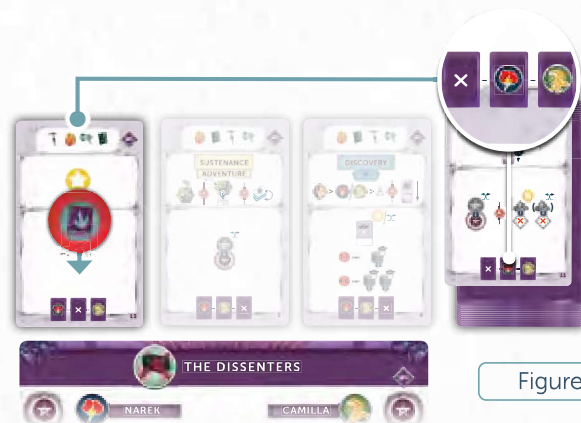 SUSTENANCE
ADVENTURE
DISCOVERY
THE DISSENTERS
NAREK
CAMILLA
Figure